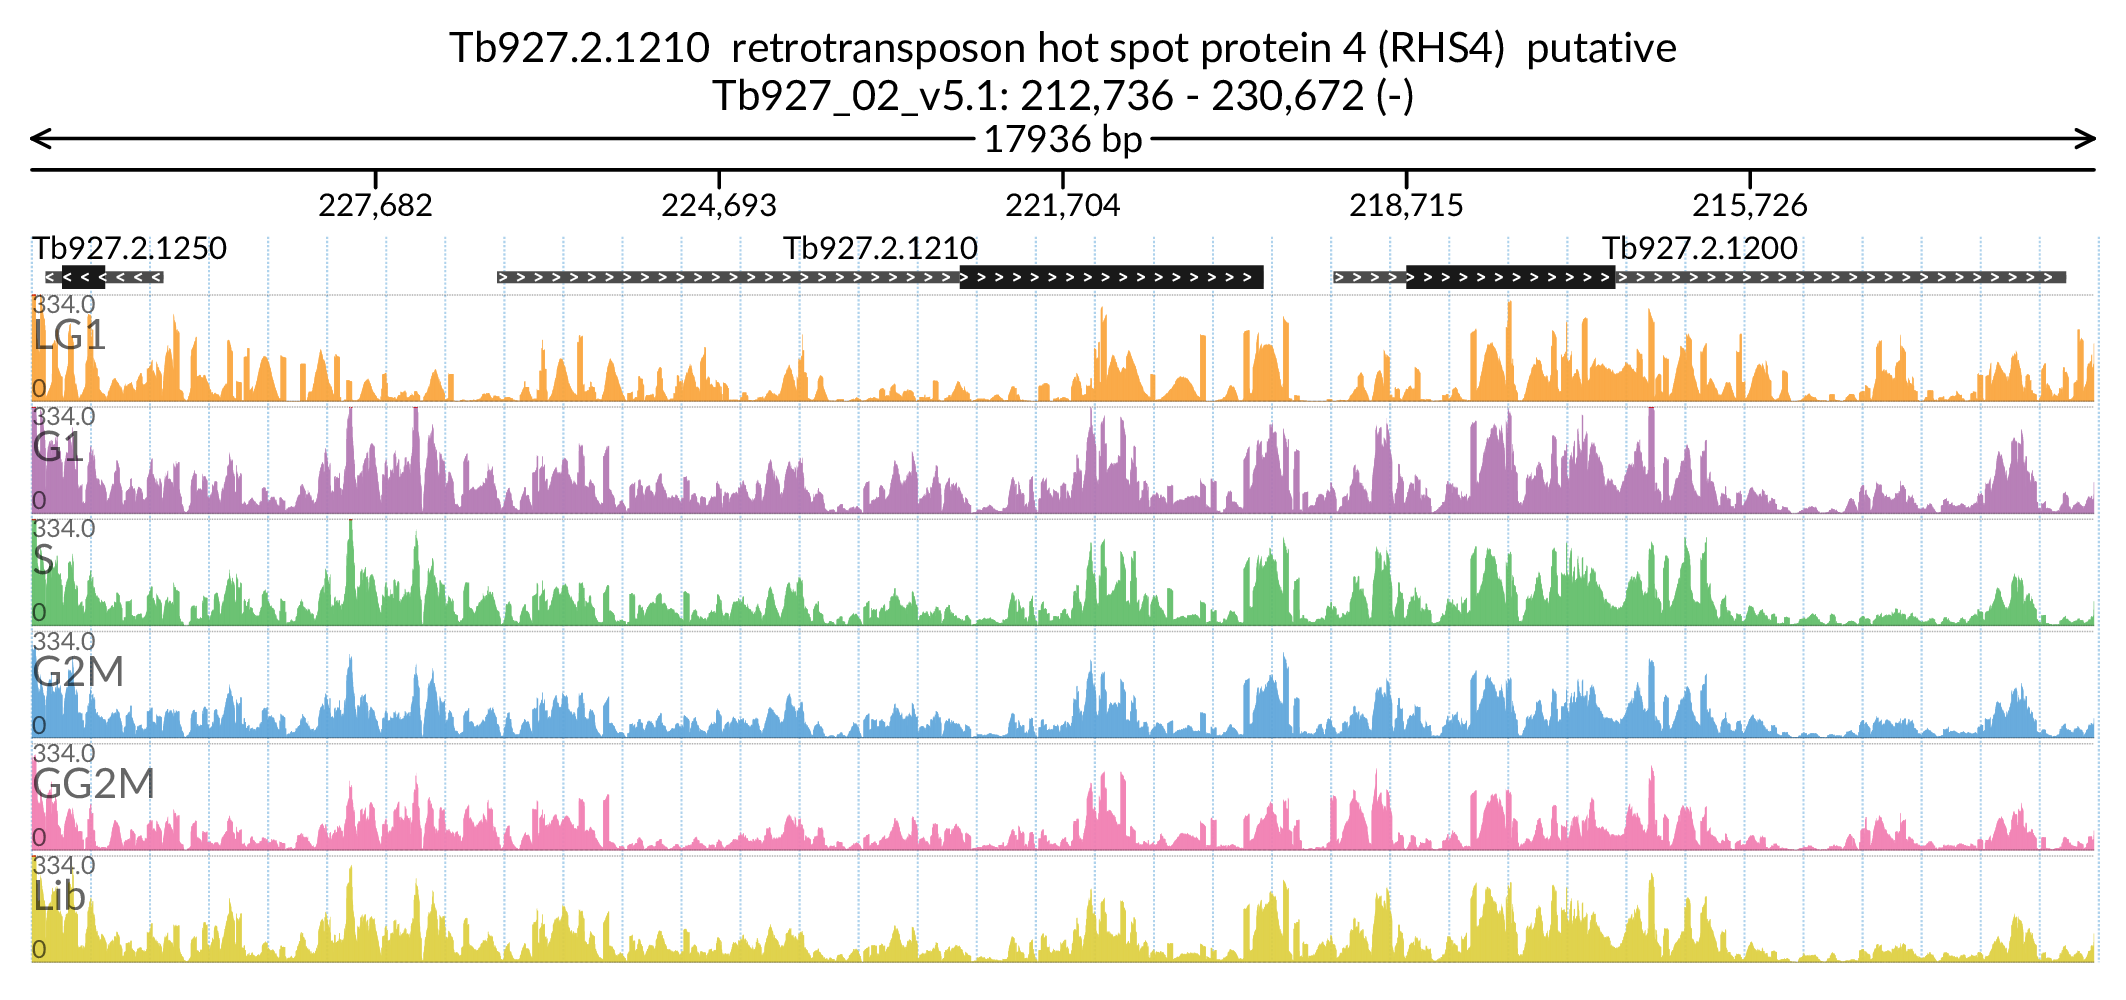 Tb927.2.1210  retrotransposon hot spot protein 4 (RHS4)  putative
Tb927_02_v5.1: 212,736 - 230,672 (-)
17936 bp
227,682 224,693 221,704 218,715 215,726
Tb927.2.1250 Tb927.2.1210 Tb927.2.1200
334.0
LG1
0
334.0
G1
0
334.0
S
0
334.0
G2M
0
334.0
GG2M
0
334.0
Lib
0